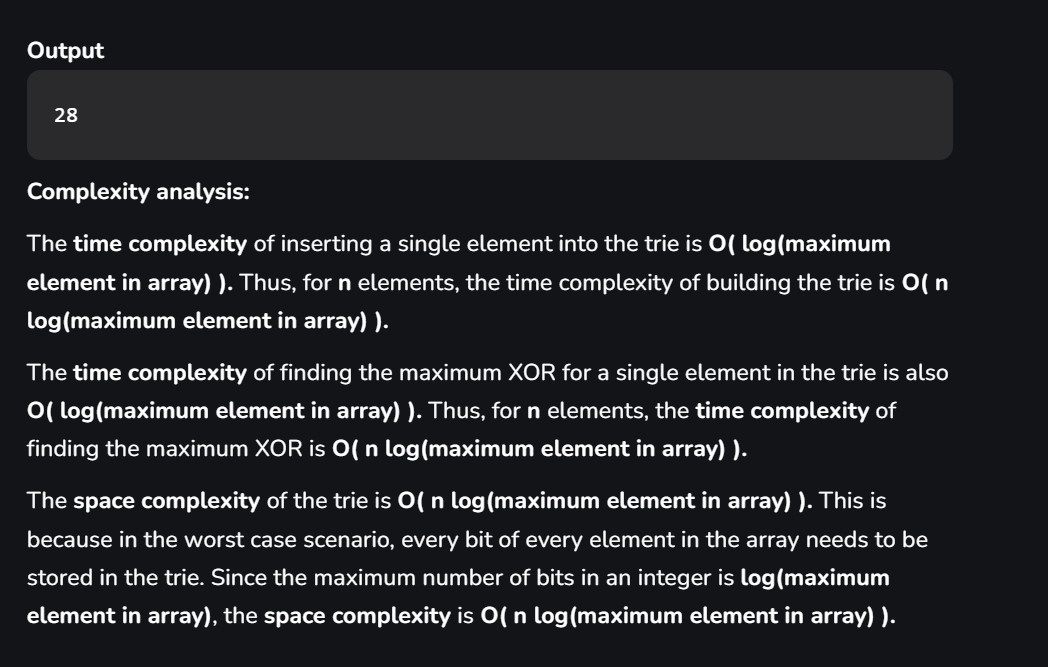 Output
28
Complexity analysis:
The time complexity of inserting a single element into the trie is O( log(maximum
element in array) ). Thus, for n elements, the time complexity of building the trie is O( n
log(maximum element in array) ).
The time complexity of finding the maximum XOR for a single element in the trie is also
O( log(maximum element in array) ). Thus, for n elements, the time complexity of
finding the maximum XOR is O( n log(maximum element in array) ).
The space complexity of the trie is O( n log(maximum element in array) ). This is
because in the worst case scenario, every bit of every element in the array needs to be
stored in the trie. Since the maximum number of bits in an integer is log(maximum
element in array), the space complexity is O( n log(maximum element in array) ).